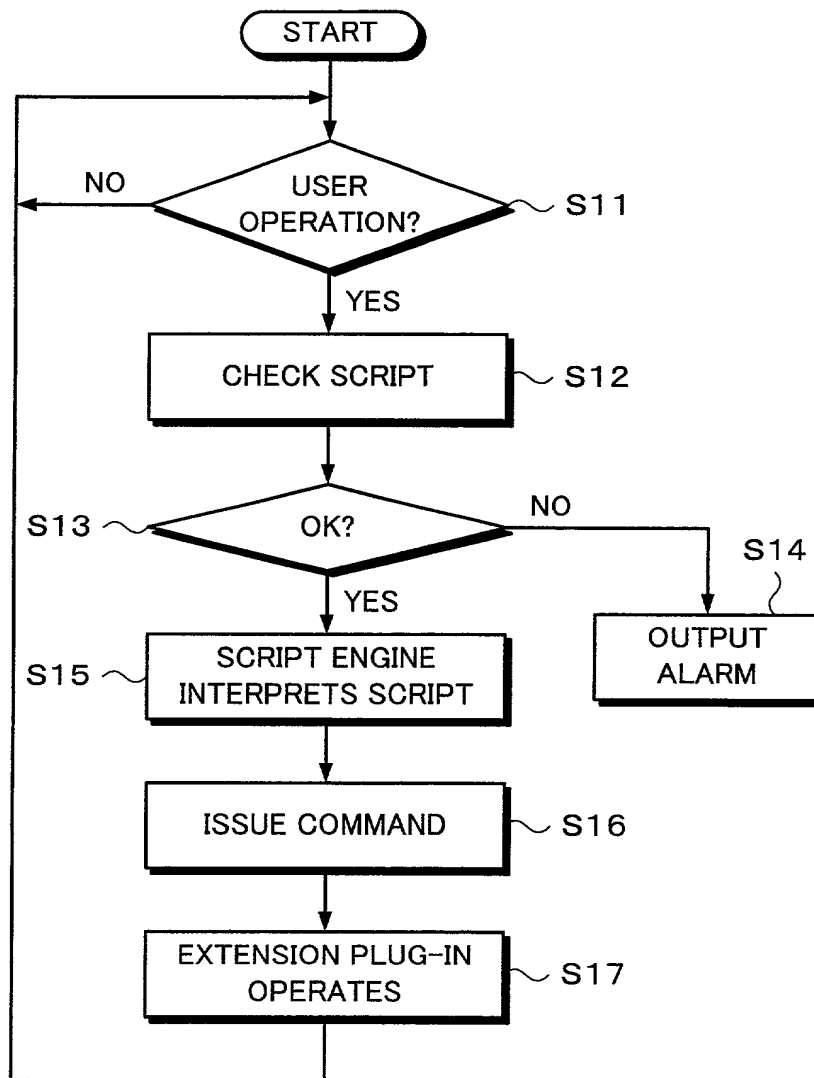 START
NO
USER
OPERATION?
S11
YES
CHECK SCRIPT
S12
S13
OK?
NO
S14
YES
OUTPUT
ALARM
S15
SCRIPT ENGINE
INTERPRETS SCRIPT
ISSUE COMMAND
S16
EXTENSION PLUG-IN
OPERATES
S17